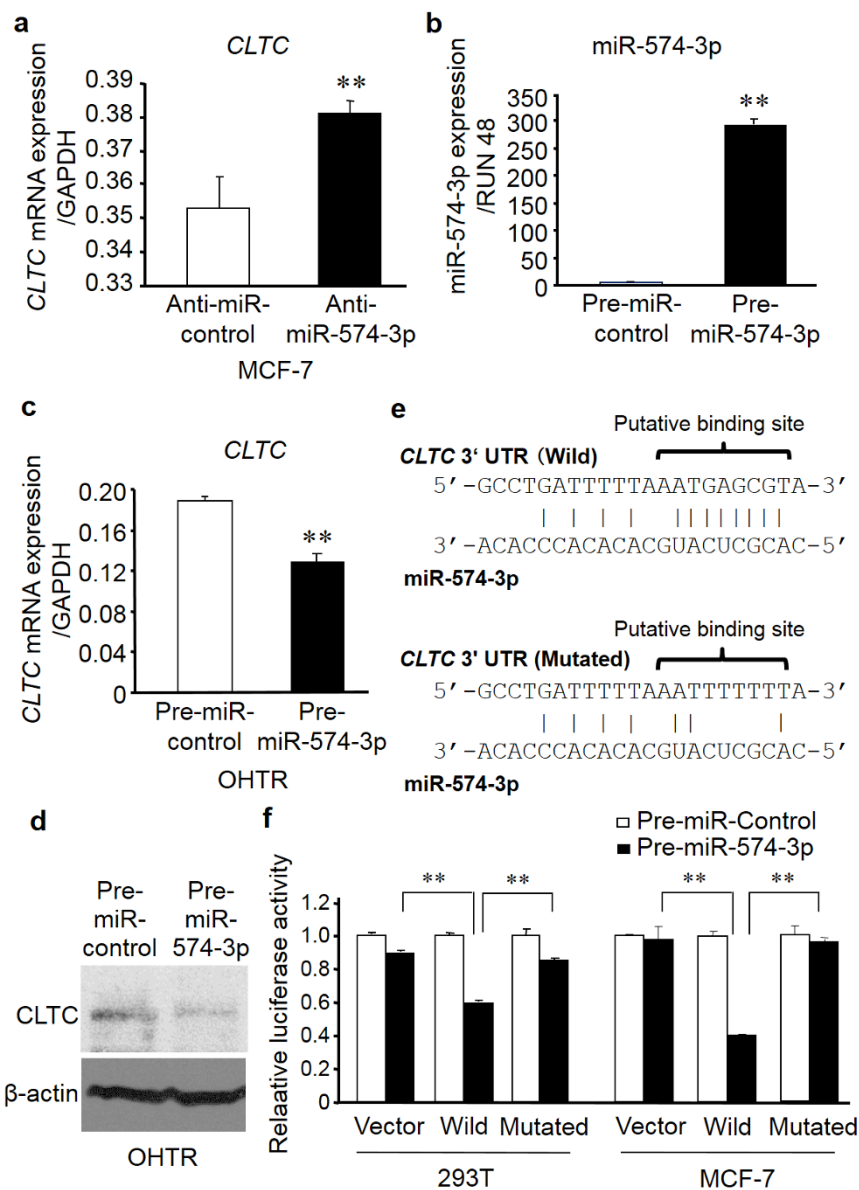 a
CLTC
CLTC mRNA expression
/GAPDH
0.39
0.38
0.37
0.36
0.35
0.34
0.33
**
Anti-miR-
control
Anti-
miR-574-3p
MCF-7
b
miR-574-3p
miR-574-3p expression
/RUN 48
350
300
250
200
150
100
50
0
**
Pre-miR-
control
Pre-
miR-574-3p
c
CLTC
CLTC mRNA expression
/GAPDH
0.20
0.16
0.12
0.08
0.04
0
**
Pre-miR-
control
Pre-
miR-574-3p
OHTR
e
Putative binding site
CLTC 3‘ UTR (Wild)
5′-GCCTGATTTTTAAATGAGCGTA-3′
3′-ACACCCACACACGUACUCGCAC-5′
miR-574-3p
Putative binding site
CLTC 3' UTR (Mutated)
5′-GCCTGATTTTTAAATTTTTTTA-3′
3′-ACACCCACACACGUACUCGCAC-5′
miR-574-3p
d
Pre-
miR-
control
Pre-
miR-
574-3p
CLTC
β-actin
OHTR
f
Pre-miR-Control
Pre-miR-574-3p
Relaative luciferase activity
1.2
1.0
0.8
0.6
0.4
0.2
0
** ** ** **
Vector Wild Mutated Vector Wild Mutated
293T MCF-7